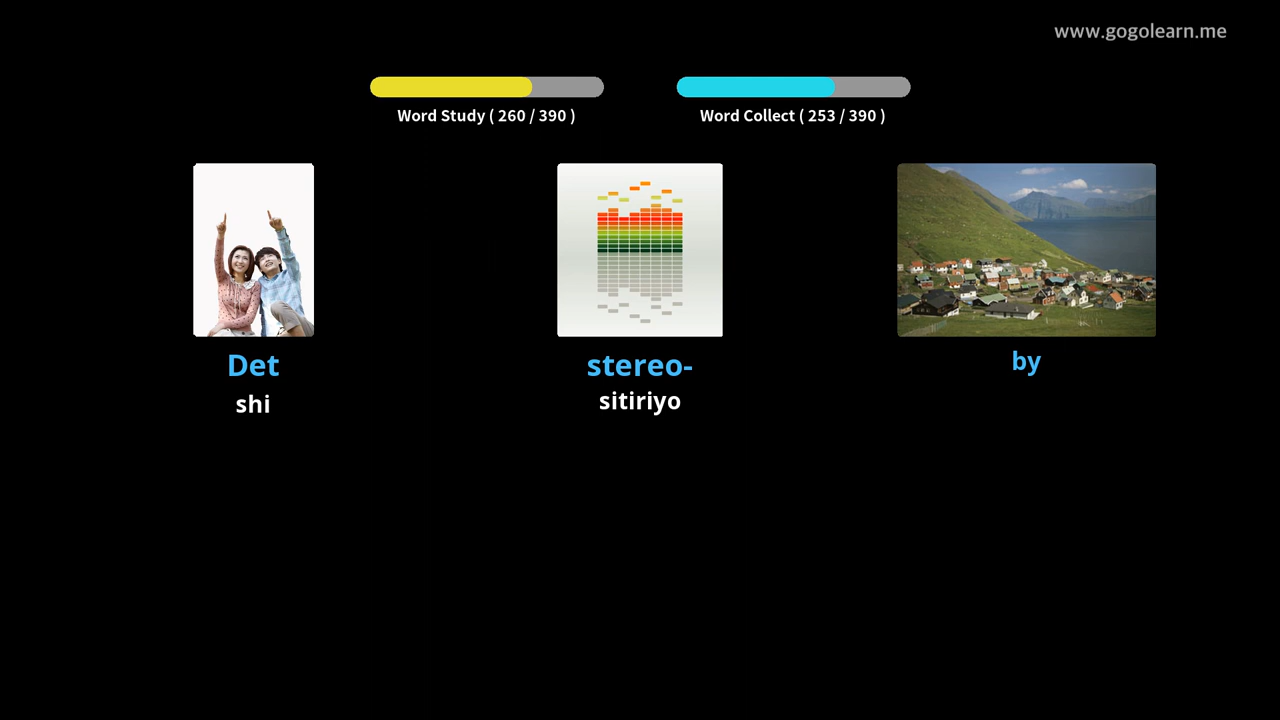 www.gogolearn.me
Word Study ( 260 / 390 )
Word Collect ( 253 / 390 )
Det
shi
stereo-
sitiriyo
by